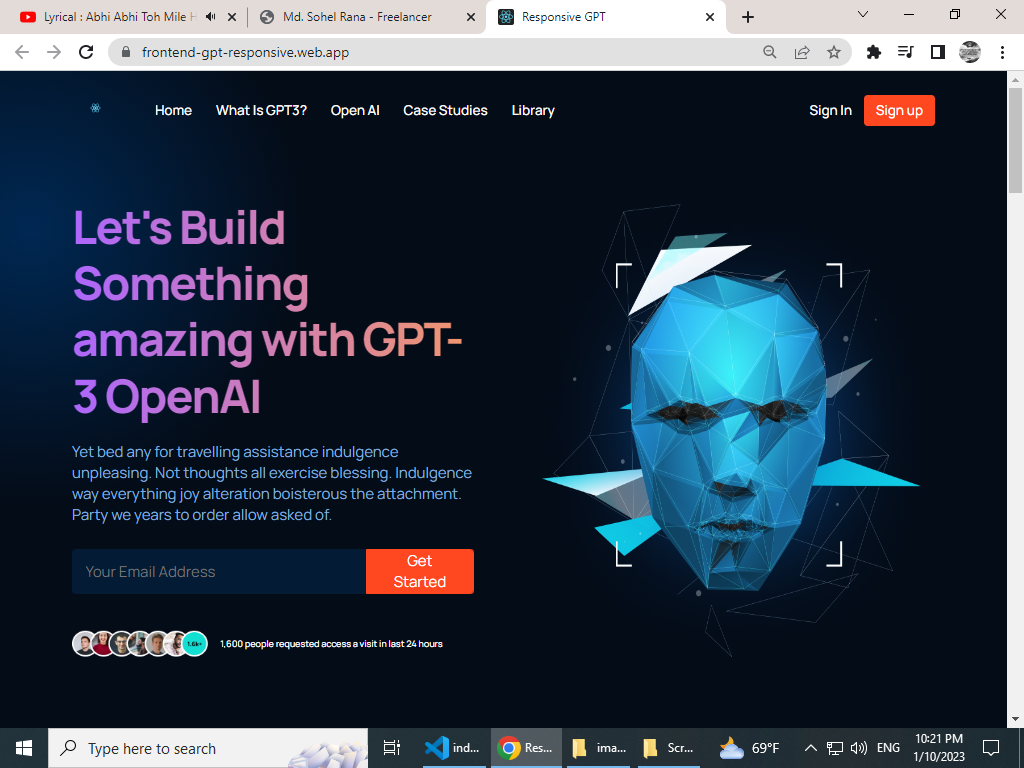 Lyrical : Abhi Abhi Toh Mile H
Md. Sohel Rana - Freelancer
Responsive GPT
frontend-gpt-responsive.web.app
Home
What Is GPT3?
Open AI
Case Studies
Library
Sign In
Sign up
Let's Build
Something
amazing with GPT-
3 OpenAI
Yet bed any for travelling assistance indulgence
unpleasing. Not thoughts all exercise blessing. Indulgence
way everything joy alteration boisterous the attachment.
Party we years to order allow asked of.
Your Email Address
Get
Started
1.6k+
1,600 people requested access a visit in last 24 hours
Type here to search
ind...
Res...
ima...
Scr...
69°F
ENG
10:21 PM
1/10/2023